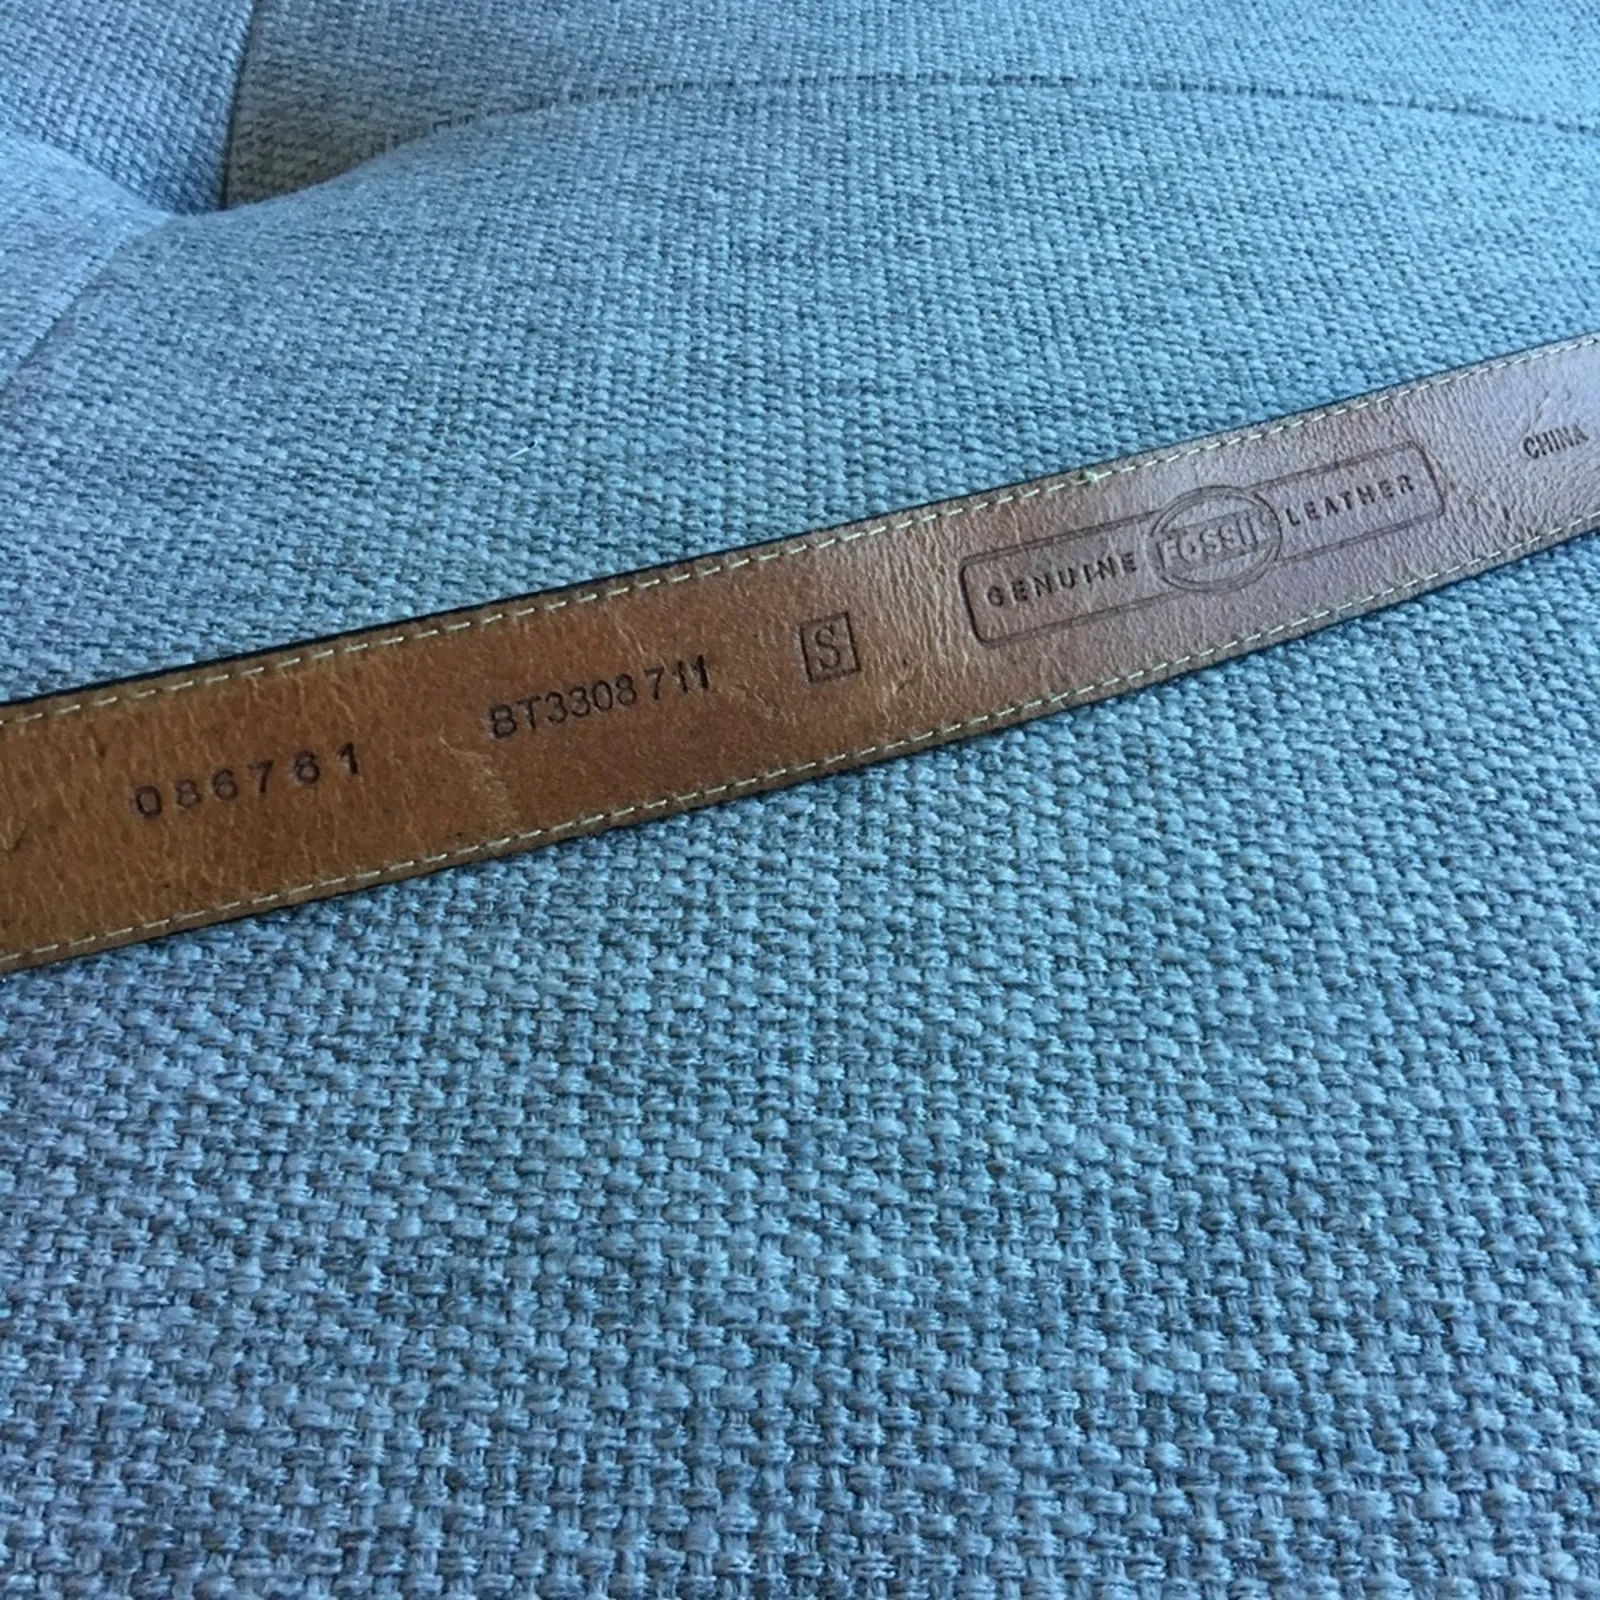 086761 BT3308711 S GENUINE FOSSIL LEATHER CHINA